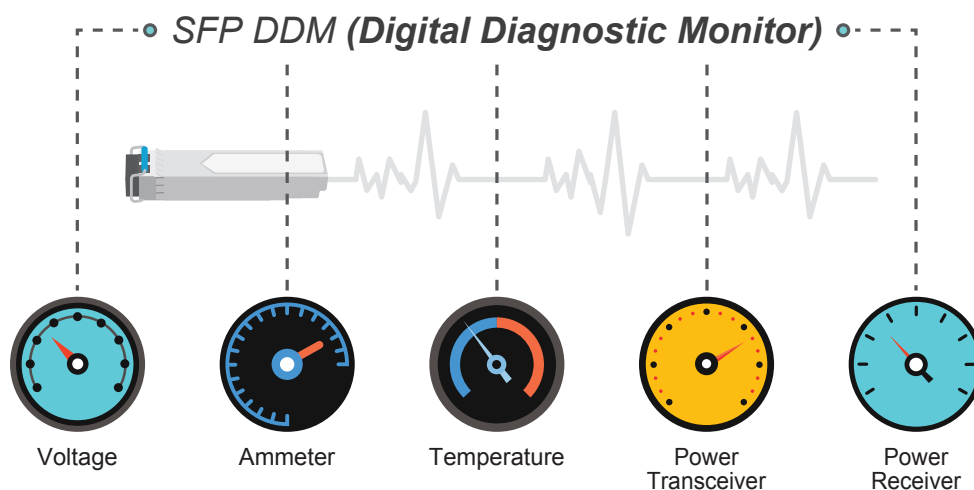 SFP DDM (Digital Diagnostic Monitor)
Voltage
Ammeter
Temperature
Power
Transceiver
Power
Receiver